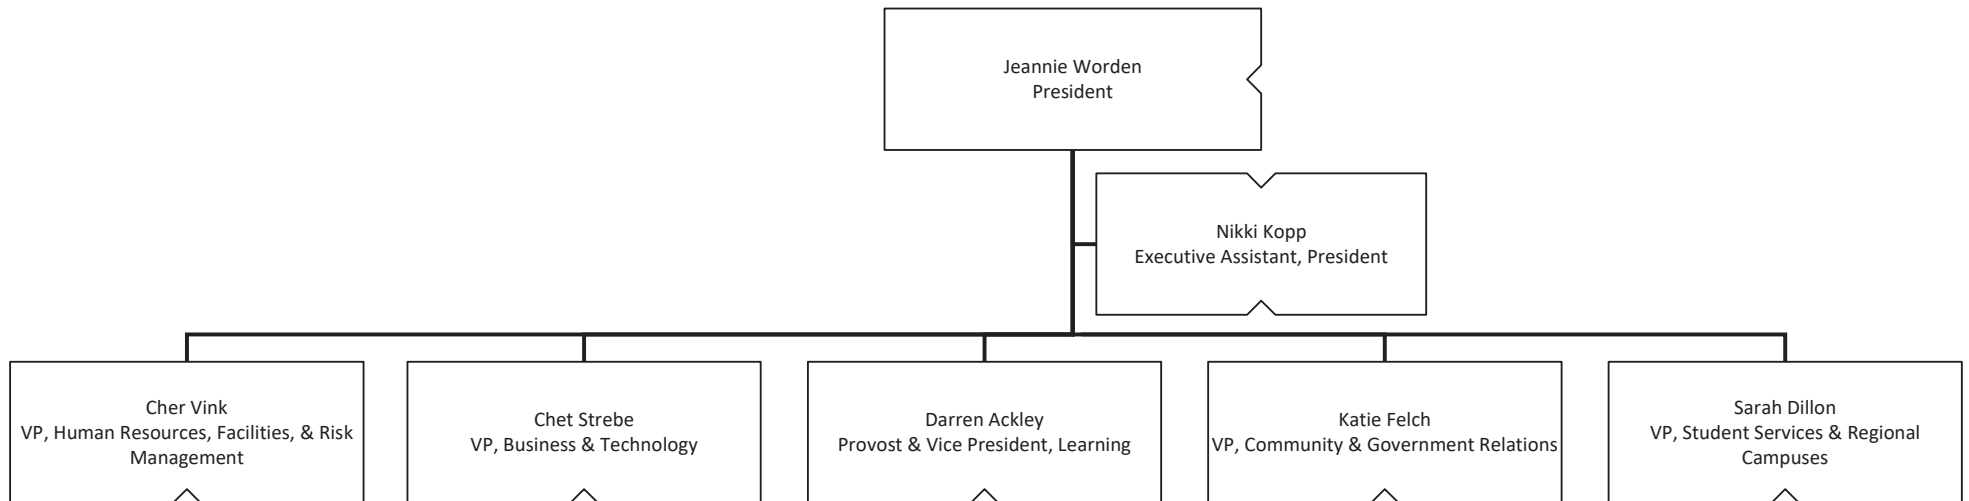 Jeannie Worden
President
Nikki Kopp
Executive Assistant, President
Cher Vink
VP, Human Resources, Facilities, & Risk
Management
Chet Strebe
VP, Business & Technology
Darren Ackley
Provost & Vice President, Learning
Katie Felch
VP, Community & Government Relations
Sarah Dillon
VP, Student Services & Regional
Campuses